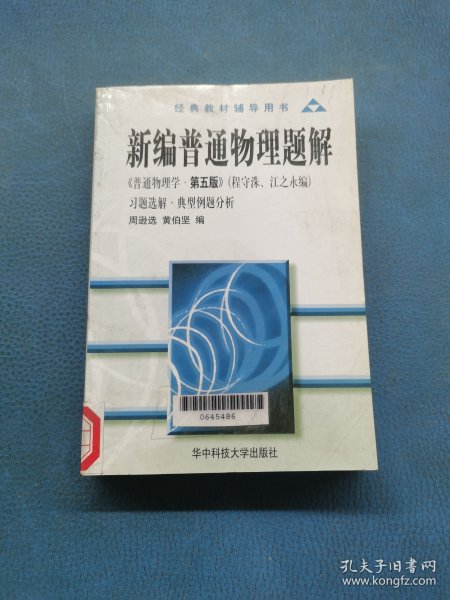 经典教材辅导用书
新编普通物理题解
《普通物理学·第五版》(程守洙、江之永编)
习题选解·典型例题分析
周逊选 黄伯坚 编
0645486
华中科技大学出版社
孔夫子旧书网
www.kongfz.com